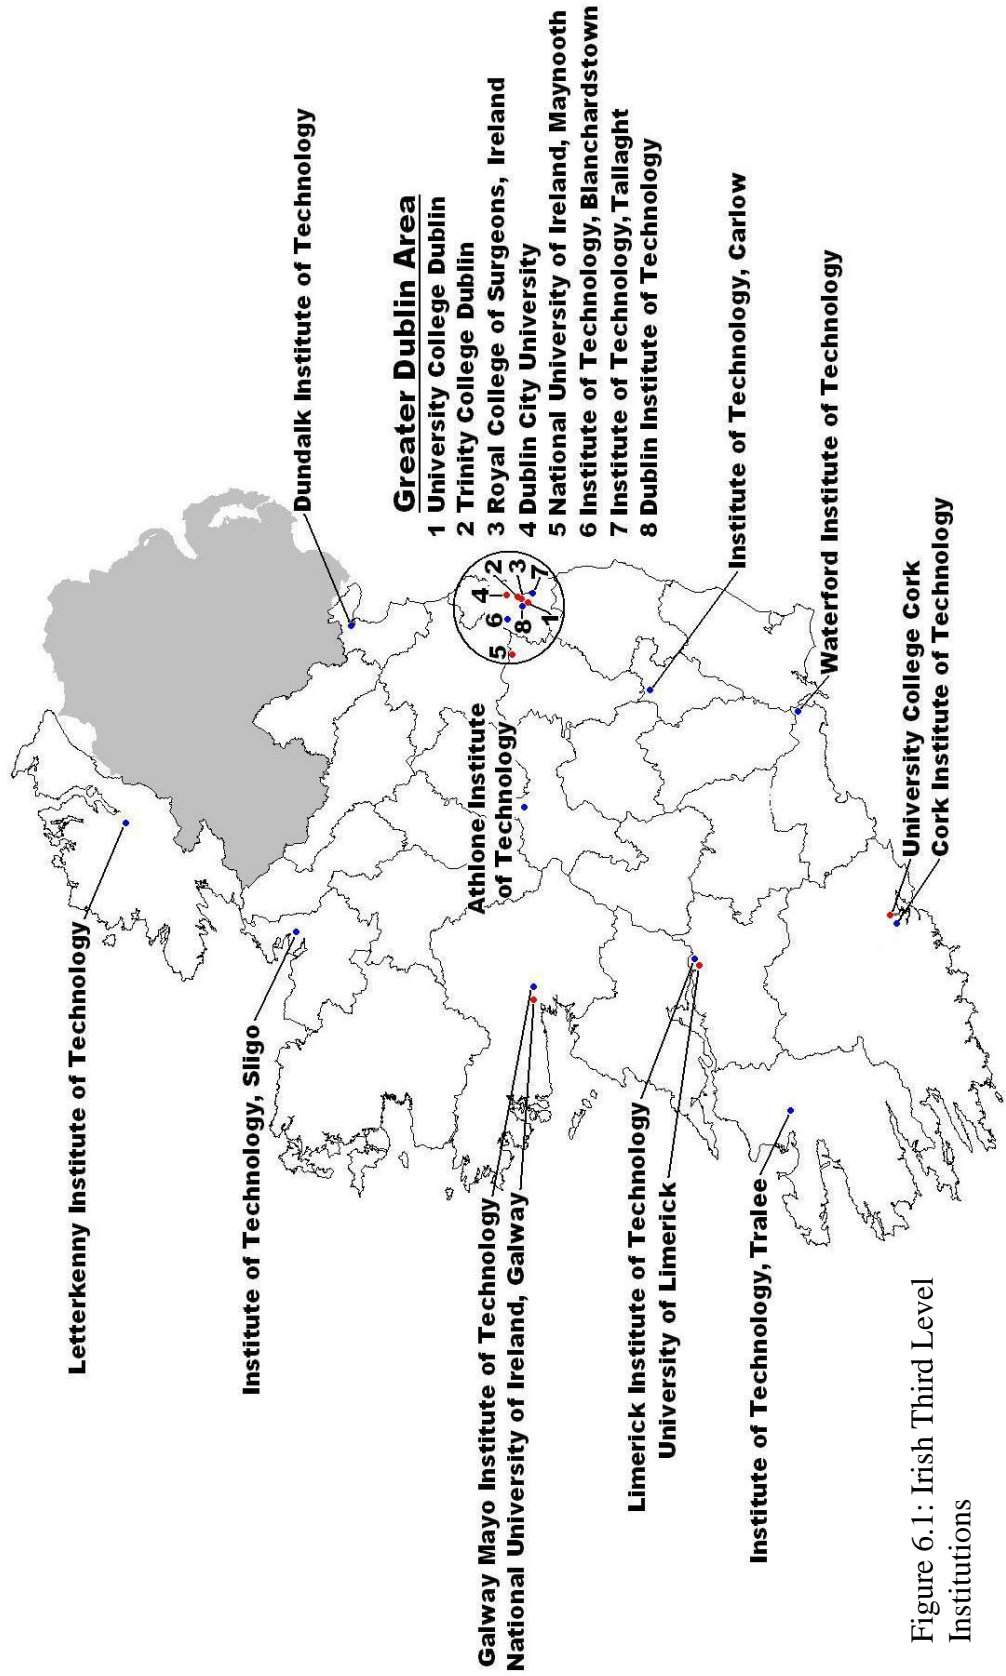 Letterkenny Institute of Technology
Institute of Technology, Sligo
Dundalk Institute of Technology
Greater Dublin Area
1 University College Dublin
2 Trinity College Dublin
3 Royal College of Surgeons, Ireland
4 Dublin City University
5 National University of Ireland, Maynooth
6 Institute of Technology, Blanchardstown
7 Institute of Technology, Tallaght
8 Dublin Institute of Technology
5
6
4
2
3
7
8
1
Athlone Institute
of Technology
Galway Mayo Institute of Technology
National University of Ireland, Galway
Limerick Institute of Technology
University of Limerick
Institute of Technology, Carlow
Institute of Technology, Tralee
Waterford Institute of Technology
University College Cork
Cork Institute of Technology
Figure 6.1: Irish Third Level
Institutions